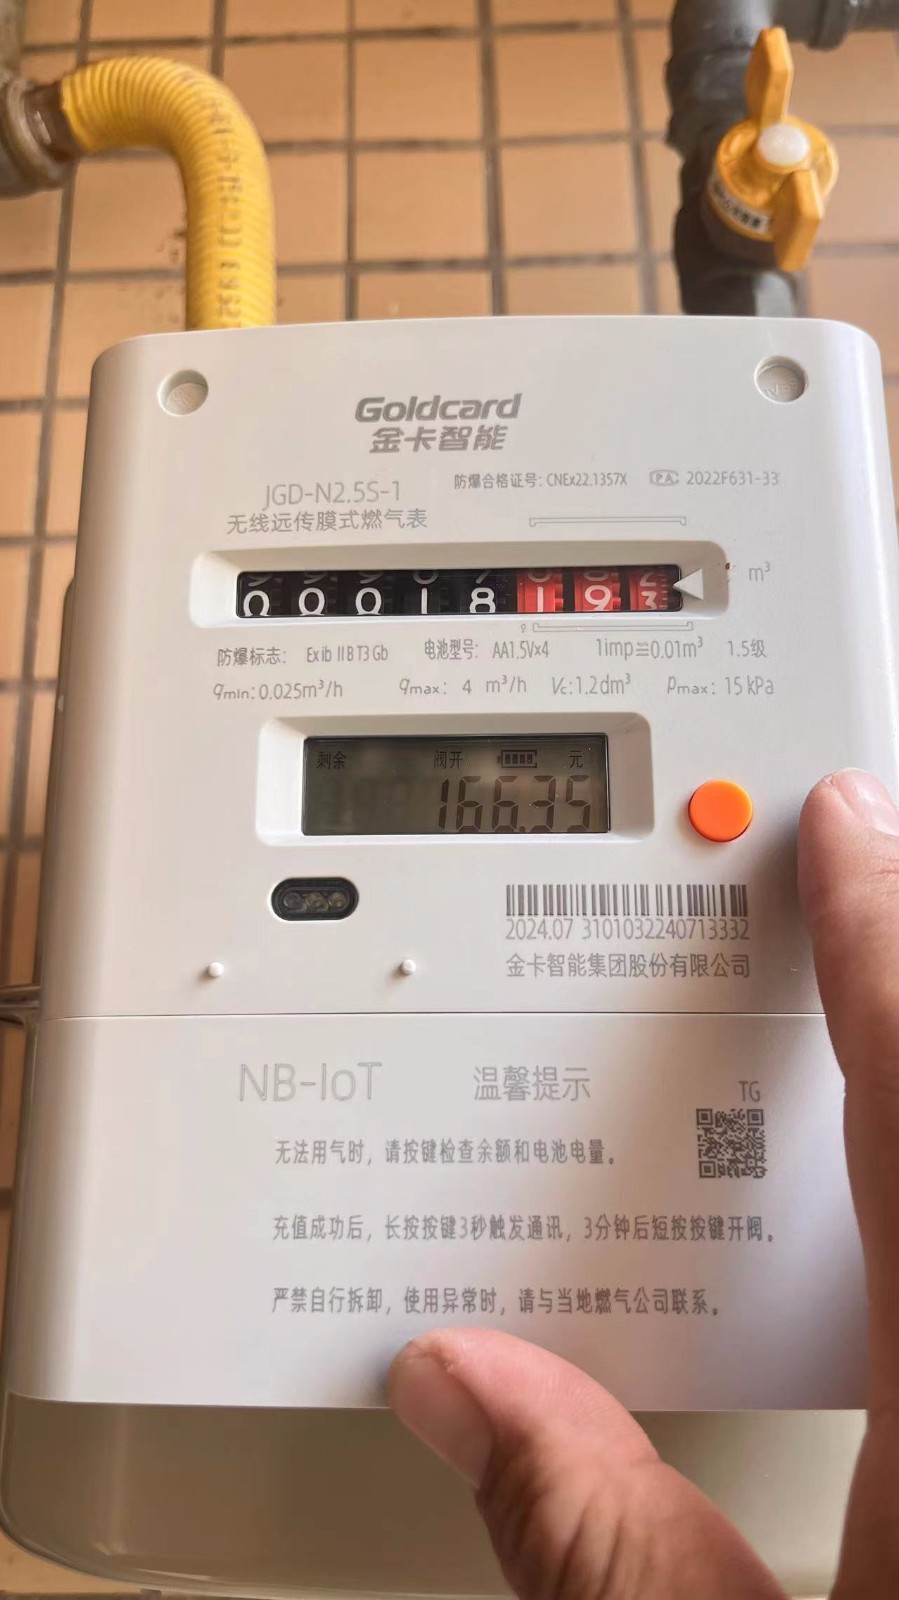 Goldcard
金卡智能
JGD-N2.5S-1
防爆合格证号: CNEx22.1357X PA 2022F631-33
无线远传膜式燃气表
00018193 m³
防爆标志: Ex ib IIB T3 Gb 电池型号: AA1.5V×4 1imp≙0.01m³ 1.5级
qmin: 0.025m³/h qmax: 4 m³/h Vc:1.2dm³ Pmax: 15 kPa
剩余 阀开 元
166.35
2024.07 3101032240713332
金卡智能集团股份有限公司
NB-IoT 温馨提示 TG
无法用气时，请按键检查余额和电池电量。
充值成功后，长按按键3秒触发通讯，3分钟后短按按键开阀。
严禁自行拆卸，使用异常时，请与当地燃气公司联系。